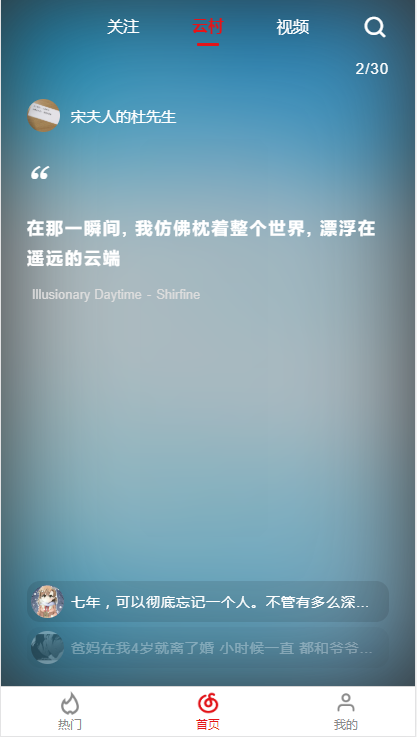 关注 云村 视频
2/30
宋夫人的杜先生
“
在那一瞬间, 我仿佛枕着整个世界, 漂浮在
遥远的云端
Illusionary Daytime - Shirfine
七年，可以彻底忘记一个人。不管有多么深...
爸妈在我4岁就离了婚 小时候一直 都和爷爷...
热门 首页 我的